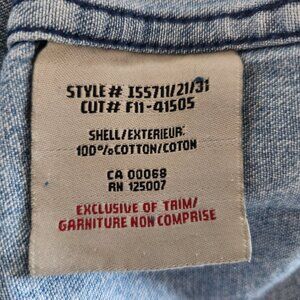 STYLE# ISS711/21/31
CUT# F11-41505
SHELL/EXTERIEUR:
100%COTTON/COTON
CA 00068
RN 125007
EXCLUSIVE OF TRIM/
GARNITURE NON COMPRISE